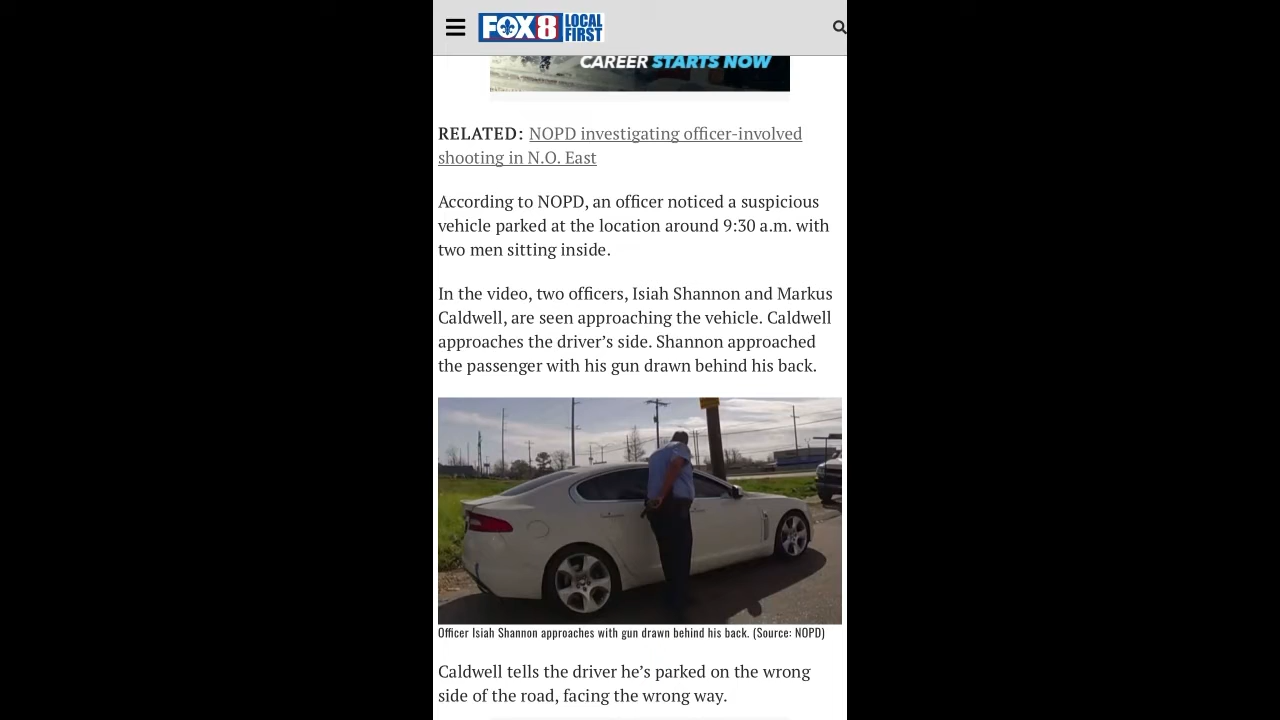 FOX 8 LOCAL FIRST
CAREER STARTS NOW
RELATED: NOPD investigating officer-involved
shooting in N.O. East
According to NOPD, an officer noticed a suspicious
vehicle parked at the location around 9:30 a.m. with
two men sitting inside.
In the video, two officers, Isiah Shannon and Markus
Caldwell, are seen approaching the vehicle. Caldwell
approaches the driver’s side. Shannon approached
the passenger with his gun drawn behind his back.
Officer Isiah Shannon approaches with gun drawn behind his back. (Source: NOPD)
Caldwell tells the driver he’s parked on the wrong
side of the road, facing the wrong way.